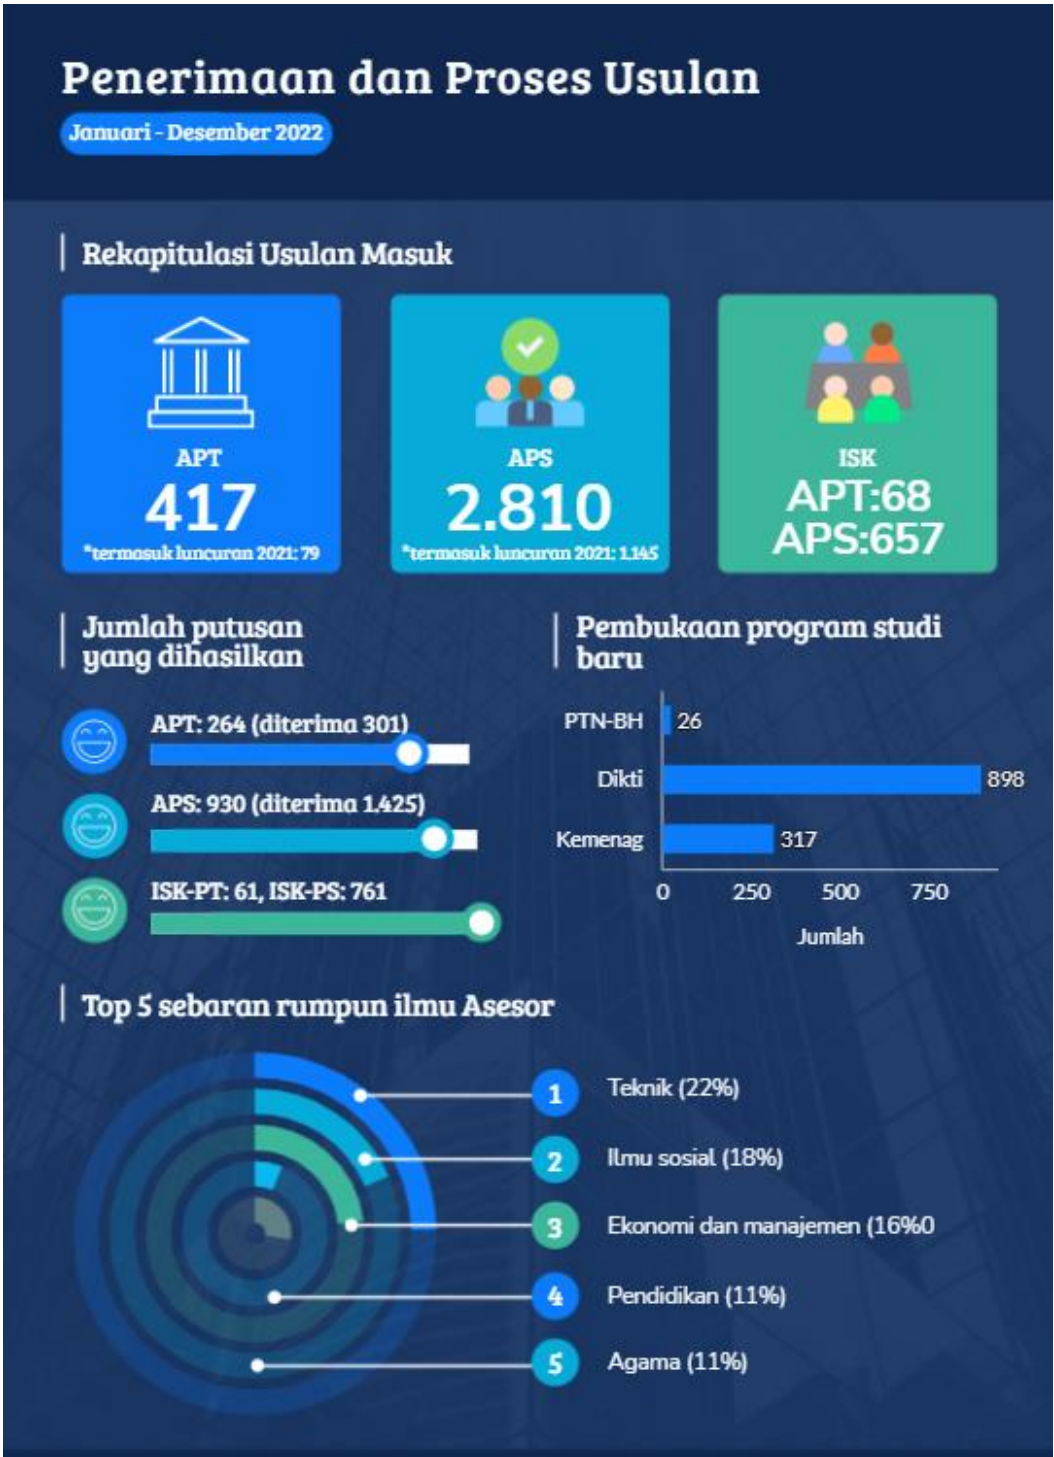 Penerimaan dan Proses Usulan
Januari - Desember 2022
Rekapitulasi Usulan Masuk
APT
417
*termasuk luncuran 2021: 79
APS
2.810
*termasuk luncuran 2021: 1.145
ISK
APT:68
APS:657
Jumlah putusan
yang dihasilkan
APT: 264 (diterima 301)
APS: 930 (diterima 1.425)
ISK-PT: 61, ISK-PS: 761
Pembukaan program studi
baru
PTN-BH 26
Dikti 898
Kemenag 317
0 250 500 750
Jumlah
Top 5 sebaran rumpun ilmu Asesor
1 Teknik (22%)
2 Ilmu sosial (18%)
3 Ekonomi dan manajemen (16%0
4 Pendidikan (11%)
5 Agama (11%)